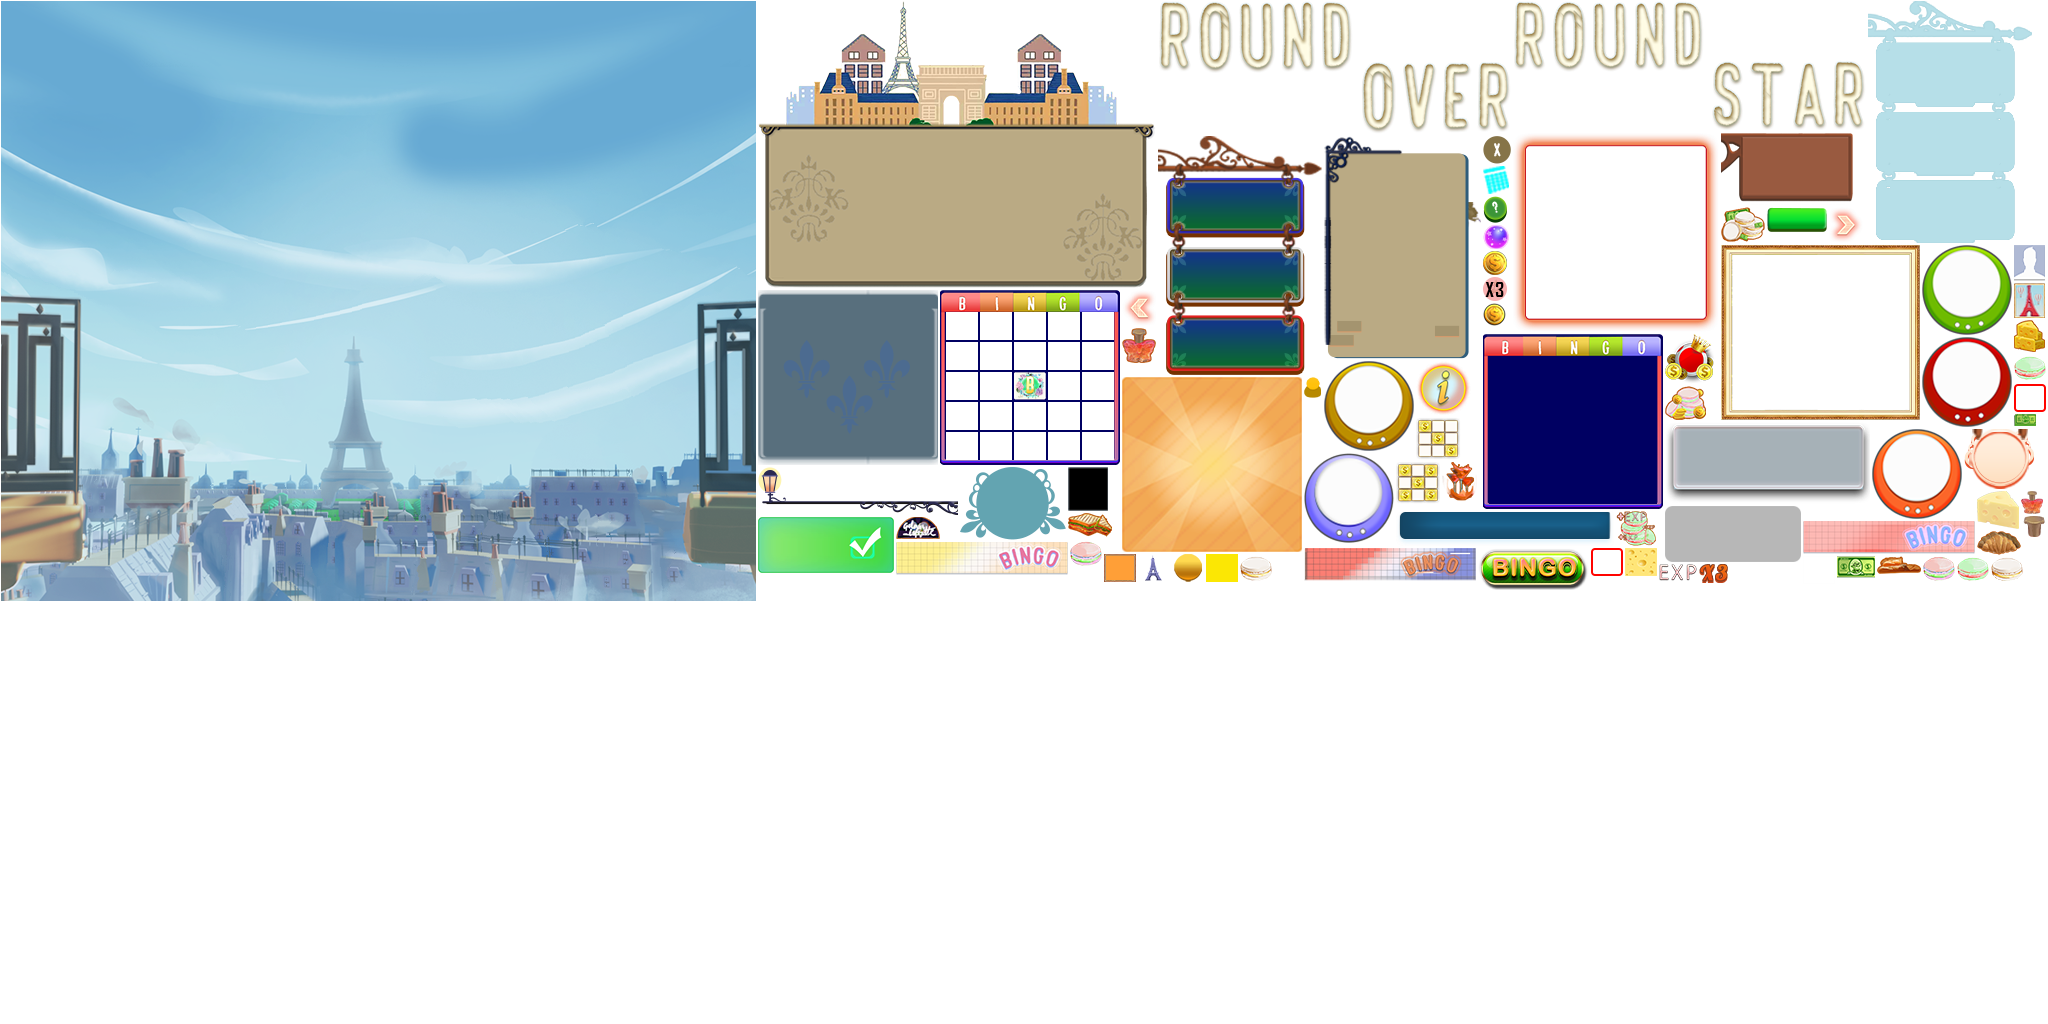 ROUND
OVER
ROUND
STAR
X
?
X3
B I N G O
B
B I N G O
i
BINGO
BINGO
BINGO
BINGO
EXP X3